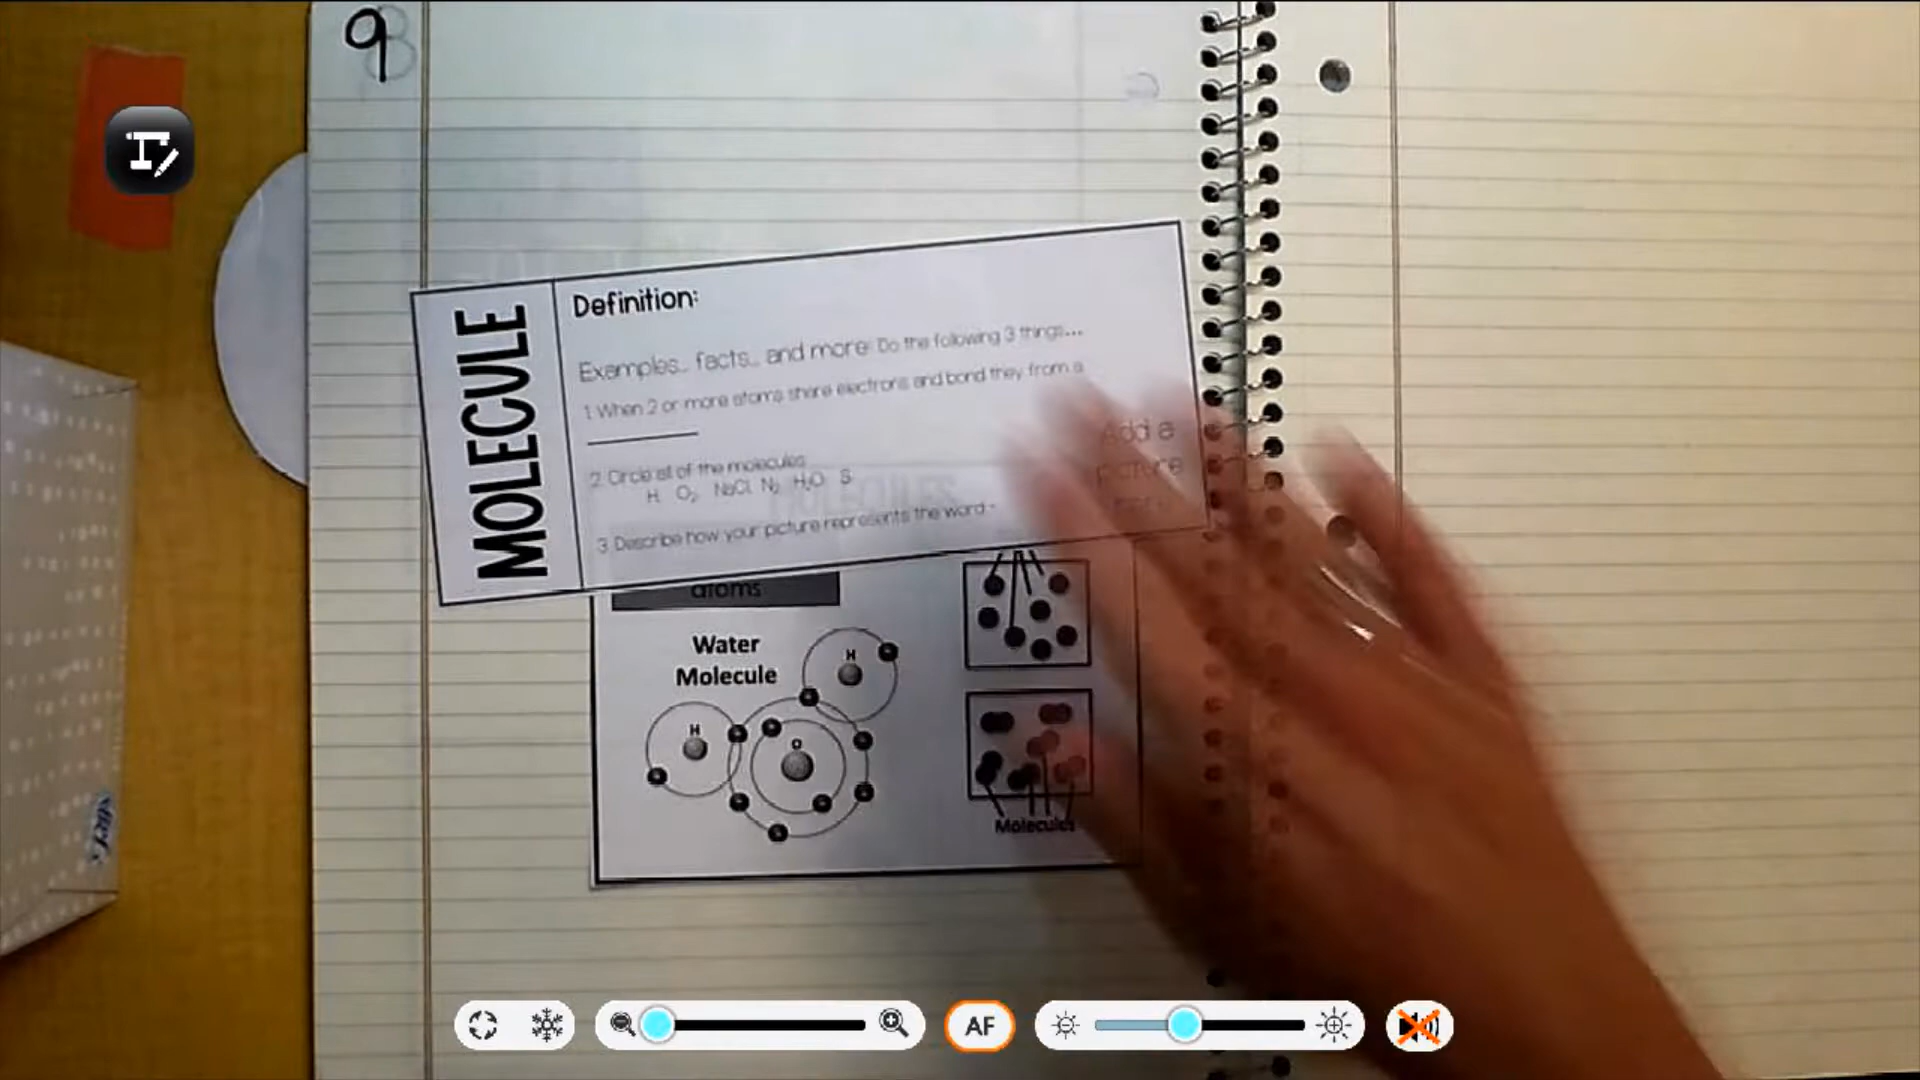 9
MOLECULE
Definition:
Examples... facts... and more: Do the following 3 things...
1. When 2 or more atoms share electrons and bond they from a
2. Circle all of the molecules
H O₂ NaCl N₂ H₂O S
3. Describe how your picture represents the word -
Add a
picture
atoms
Water
Molecule
H
H
O
Molecules
AF